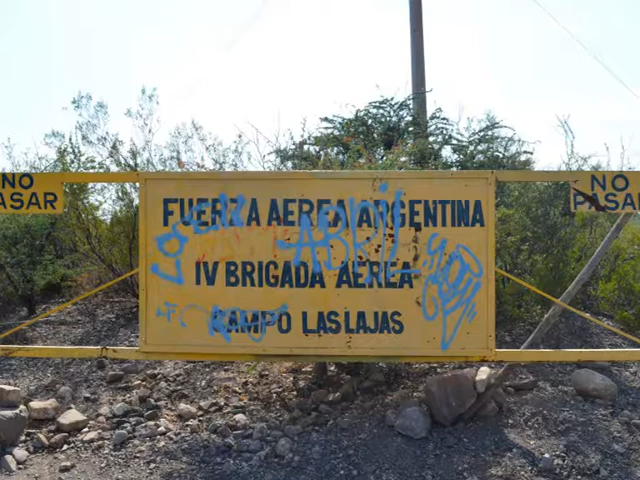 NO
PASAR
FUERZA AEREA ARGENTINA
IV BRIGADA AEREA
CAMPO LAS LAJAS
NO
PASAR